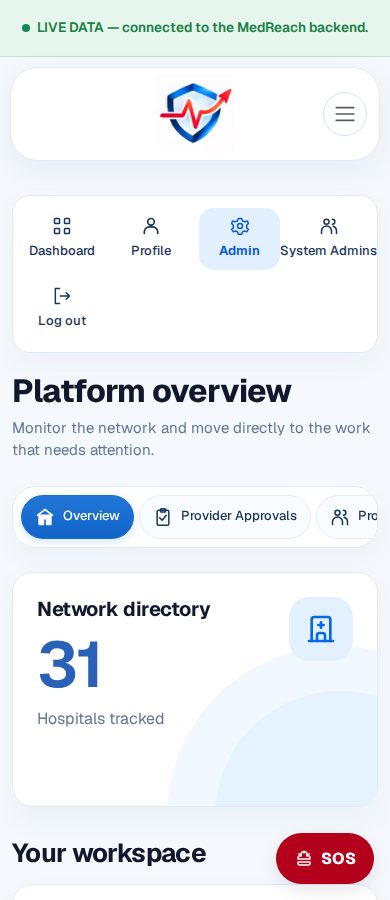 LIVE DATA — connected to the MedReach backend.
Dashboard
Profile
Admin
System Admins
Log out
Platform overview
Monitor the network and move directly to the work
that needs attention.
Overview
Provider Approvals
Pro
Network directory
31
Hospitals tracked
Your workspace
SOS